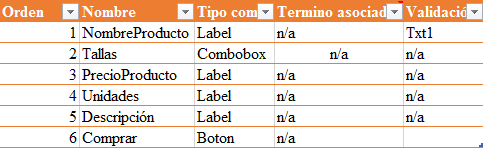 Orden Nombre Tipo com Termino asociad Validació
1 NombreProducto Label n/a Txt1
2 Tallas Combobox n/a n/a
3 PrecioProducto Label n/a n/a
4 Unidades Label n/a n/a
5 Descripción Label n/a n/a
6 Comprar Boton n/a